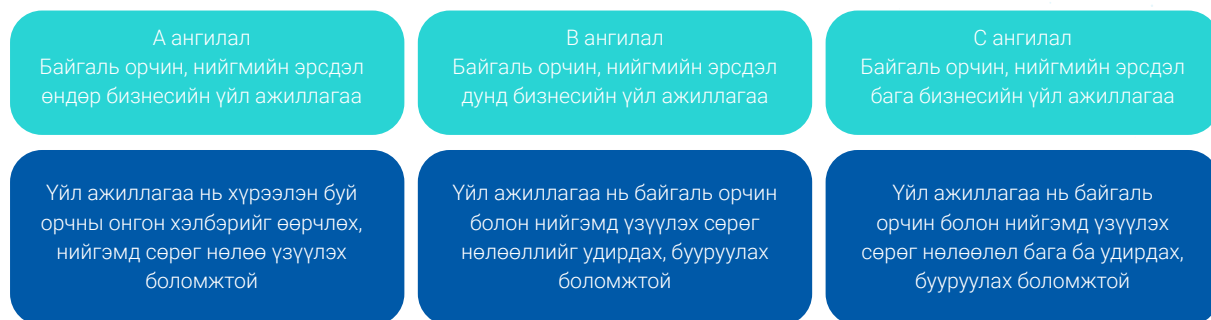 А ангилал
Байгаль орчин, нийгмийн эрсдэл
өндөр бизнесийн үйл ажиллагаа
В ангилал
Байгаль орчин, нийгмийн эрсдэл
дунд бизнесийн үйл ажиллагаа
С ангилал
Байгаль орчин, нийгмийн эрсдэл
бага бизнесийн үйл ажиллагаа
Үйл ажиллагаа нь хүрээлэн буй
орчны онгон хэлбэрийг өөрчлөх,
нийгэмд сөрөг нөлөө үзүүлэх
боломжтой
Үйл ажиллагаа нь байгаль орчин
болон нийгэмд үзүүлэх сөрөг
нөлөөллийг удирдах, бууруулах
боломжтой
Үйл ажиллагаа нь байгаль
орчин болон нийгэмд үзүүлэх
сөрөг нөлөөлөл бага ба удирдах,
бууруулах боломжтой